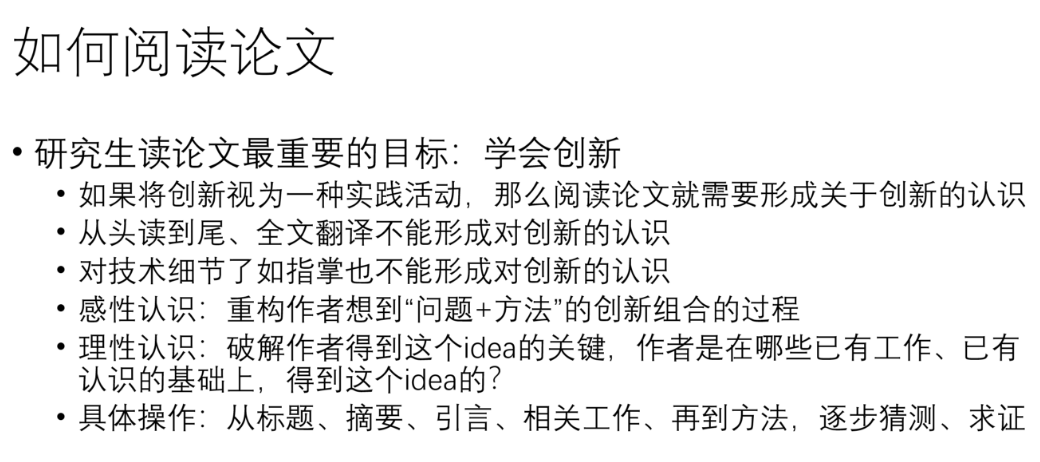 如何阅读论文
• 研究生读论文最重要的目标：学会创新
• 如果将创新视为一种实践活动，那么阅读论文就需要形成关于创新的认识
• 从头读到尾、全文翻译不能形成对创新的认识
• 对技术细节了如指掌也不能形成对创新的认识
• 感性认识：重构作者想到“问题+方法”的创新组合的过程
• 理性认识：破解作者得到这个idea的关键，作者是在哪些已有工作、已有
认识的基础上，得到这个idea的？
• 具体操作：从标题、摘要、引言、相关工作、再到方法，逐步猜测、求证